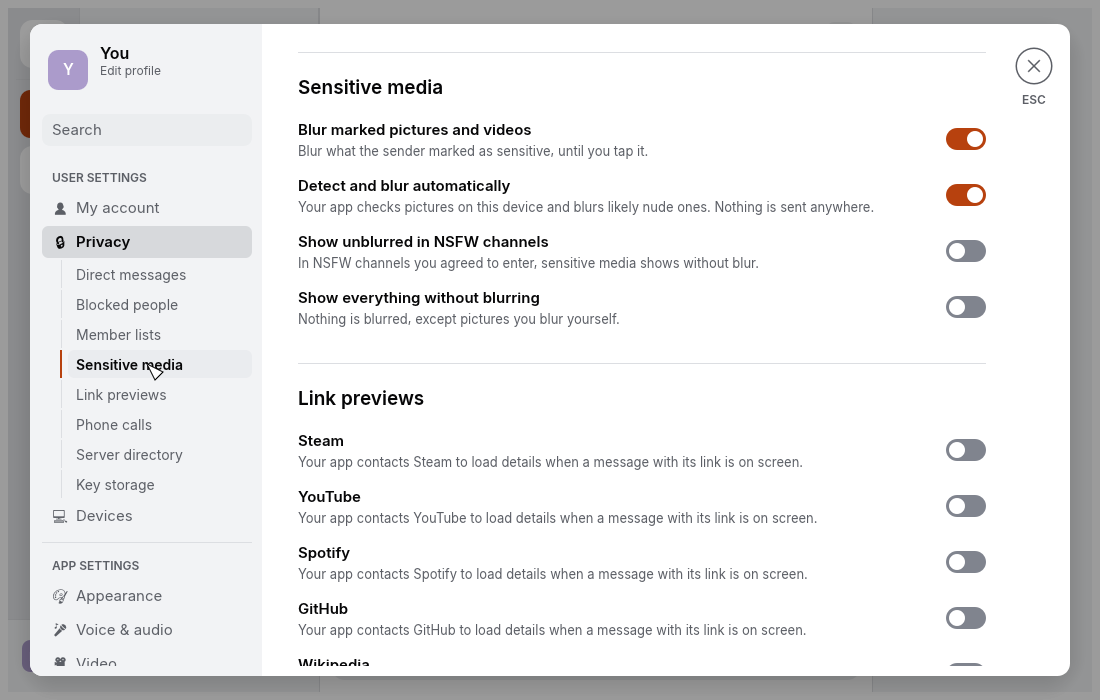 You
Edit profile
Y
Search
USER SETTINGS
My account
Privacy
Direct messages
Blocked people
Member lists
Sensitive media
Link previews
Phone calls
Server directory
Key storage
Devices
APP SETTINGS
Appearance
Voice & audio
Video
Sensitive media
Blur marked pictures and videos
Blur what the sender marked as sensitive, until you tap it.
Detect and blur automatically
Your app checks pictures on this device and blurs likely nude ones. Nothing is sent anywhere.
Show unblurred in NSFW channels
In NSFW channels you agreed to enter, sensitive media shows without blur.
Show everything without blurring
Nothing is blurred, except pictures you blur yourself.
Link previews
Steam
Your app contacts Steam to load details when a message with its link is on screen.
YouTube
Your app contacts YouTube to load details when a message with its link is on screen.
Spotify
Your app contacts Spotify to load details when a message with its link is on screen.
GitHub
Your app contacts GitHub to load details when a message with its link is on screen.
Wikipedia
ESC